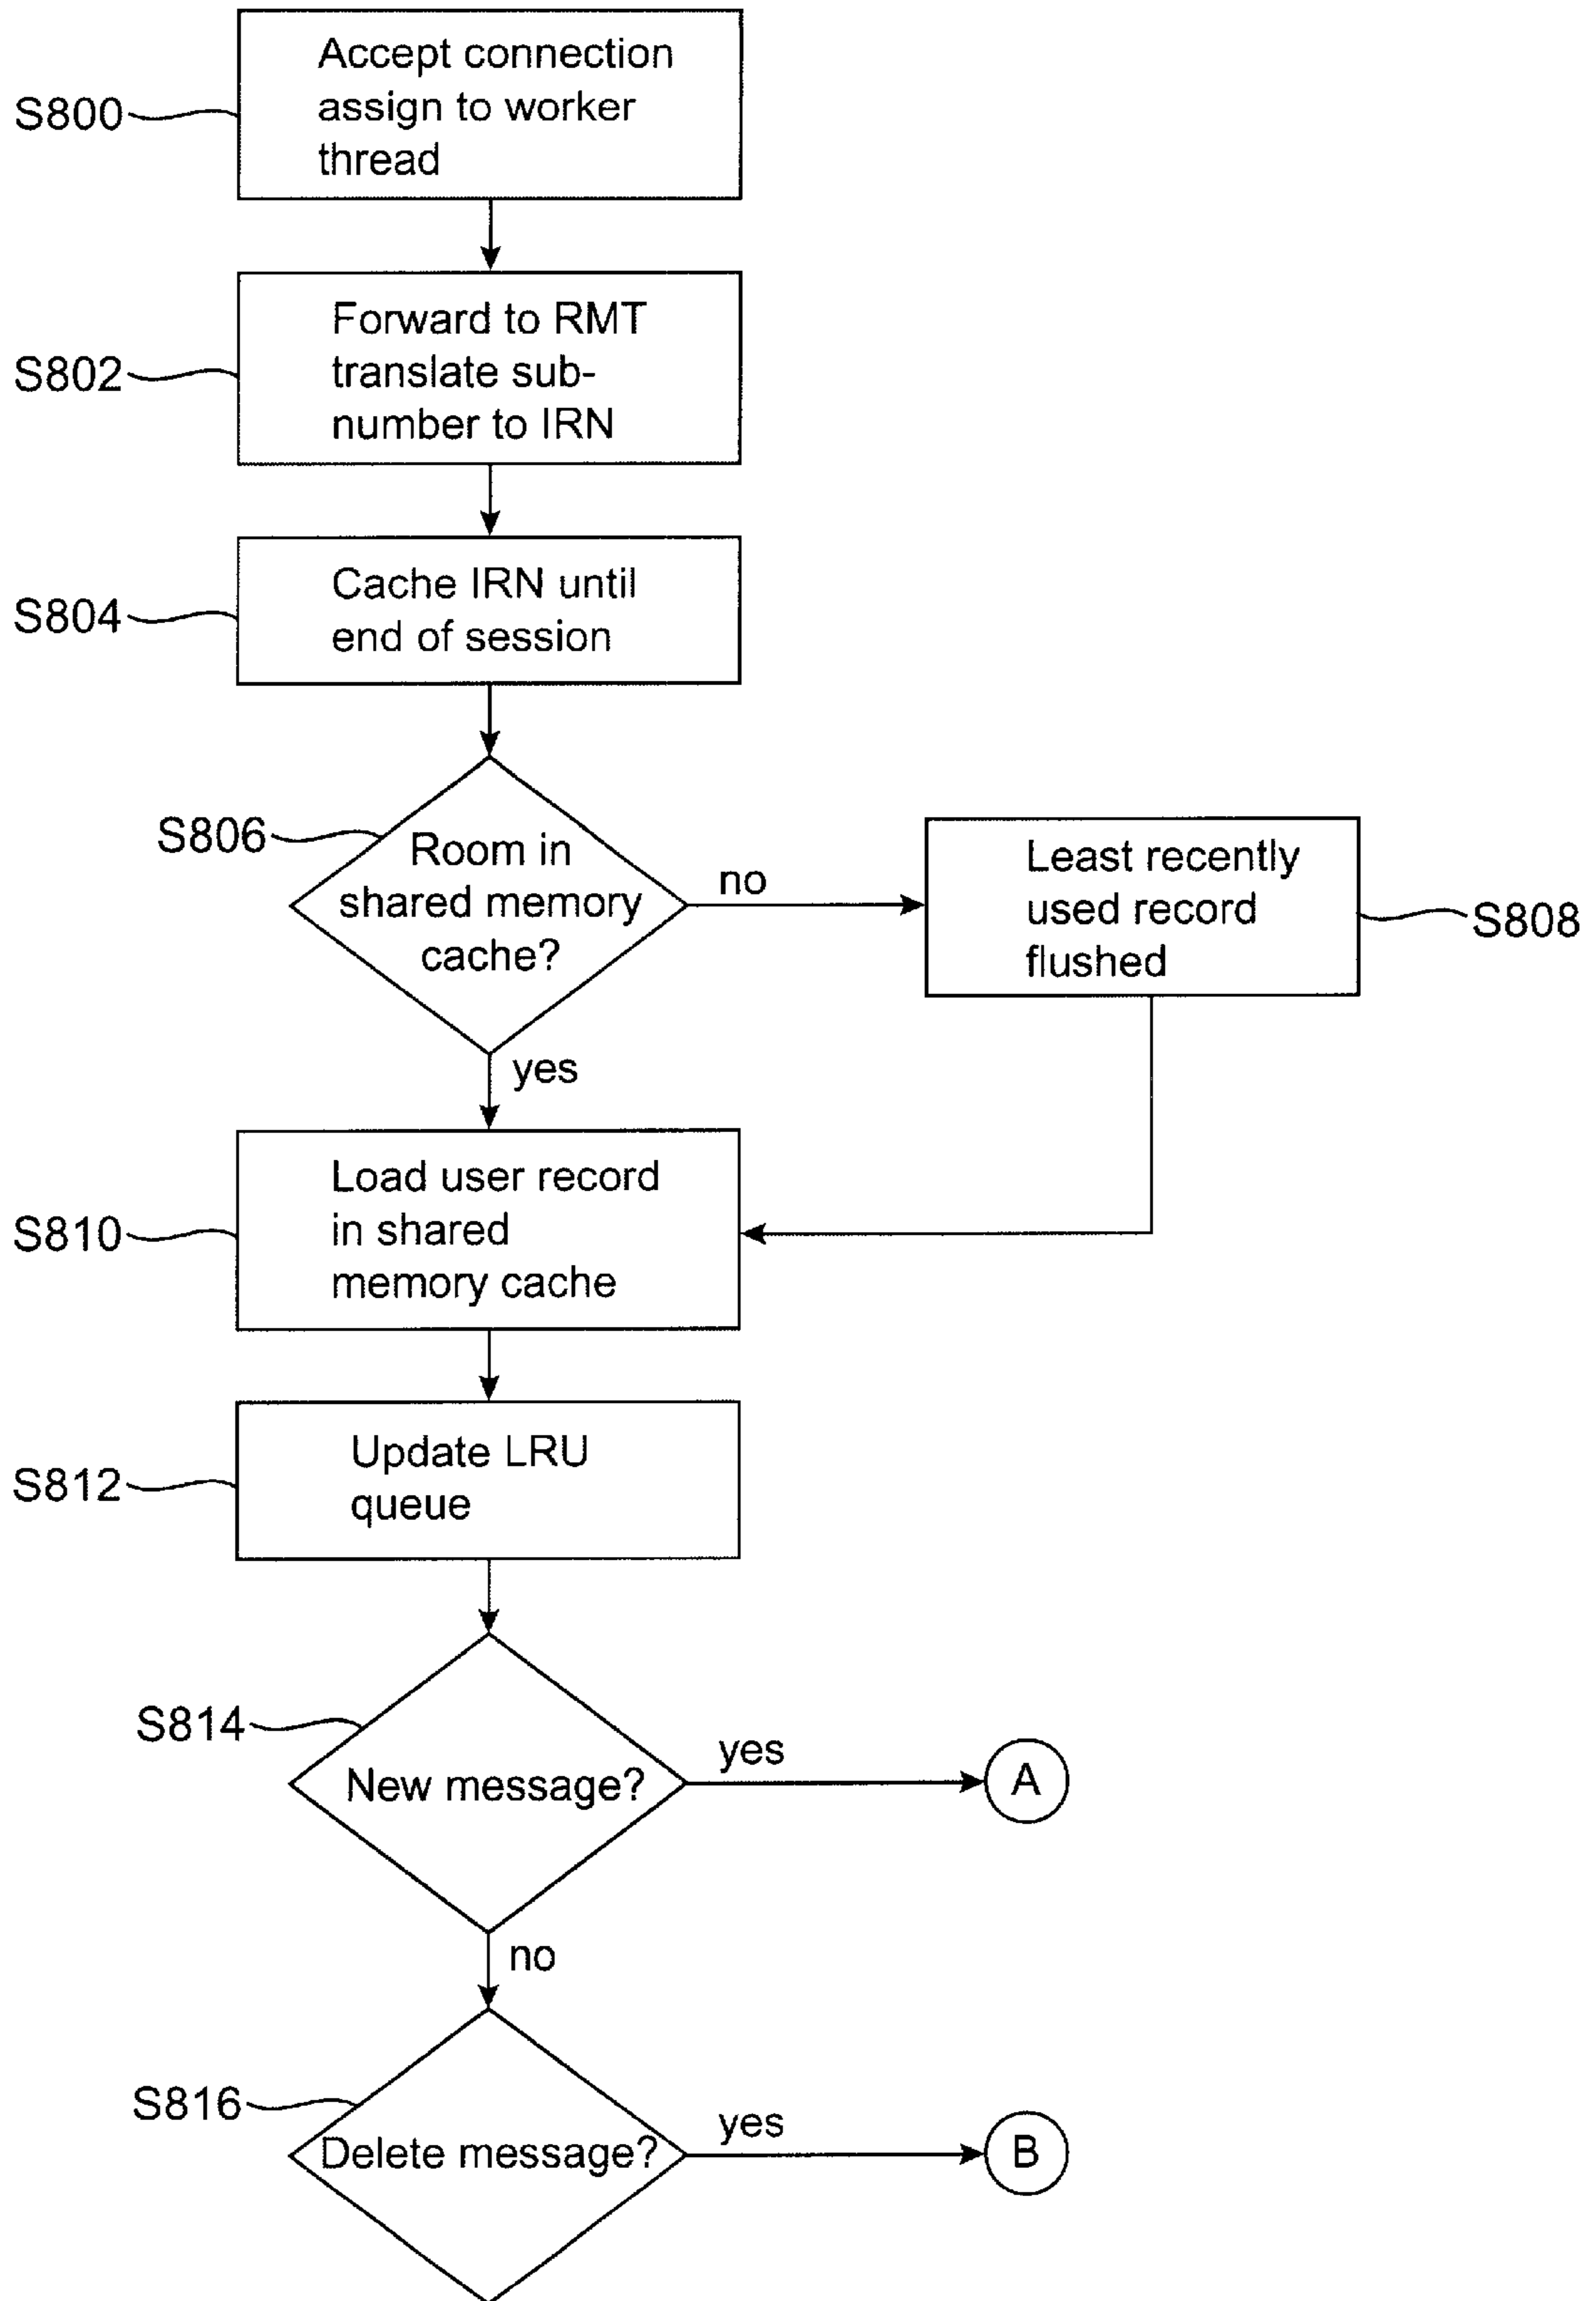 Accept connection
assign to worker
thread
S800
Forward to RMT
translate sub-
number to IRN
S802
Cache IRN until
end of session
S804
S806
Room in
shared memory
cache?
no
Least recently
used record
flushed
S808
yes
Load user record
in shared
memory cache
S810
Update LRU
queue
S812
S814
New message?
yes
A
no
S816
Delete message?
yes
B